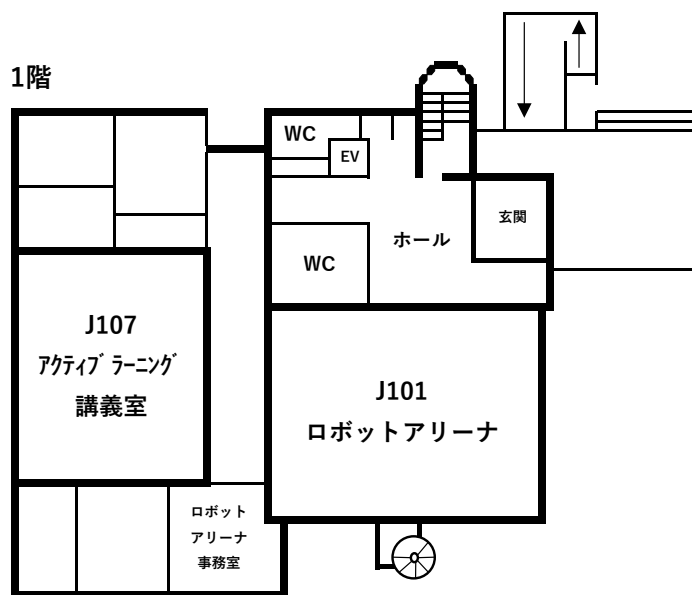 1階
WC
EV
玄関
ホール
WC
J107
ｱｸﾃｨﾌﾞﾗｰﾆﾝｸﾞ
講義室
J101
ロボットアリーナ
ロボット
アリーナ
事務室